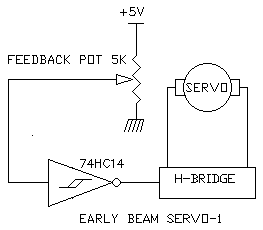 +5V
FEEDBACK POT 5K
SERVO
74HC14
H-BRIDGE
EARLY BEAM SERVO-1